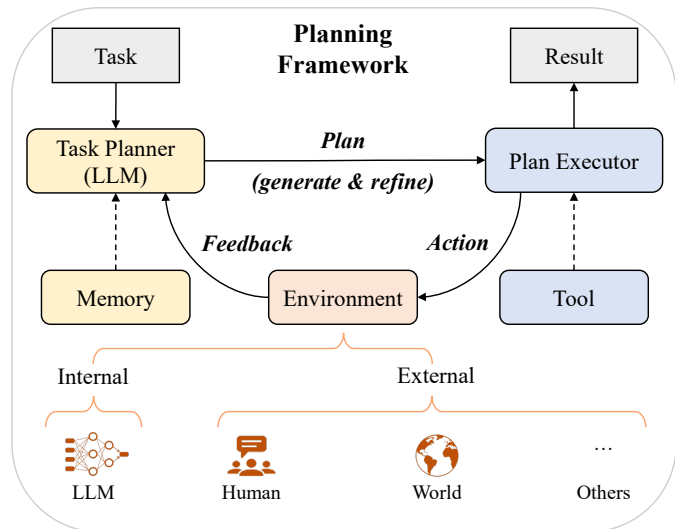 Planning
Framework
Task
Result
Task Planner
(LLM)
Plan
(generate & refine)
Plan Executor
Feedback
Action
Memory
Environment
Tool
Internal
External
LLM
Human
World
...
Others